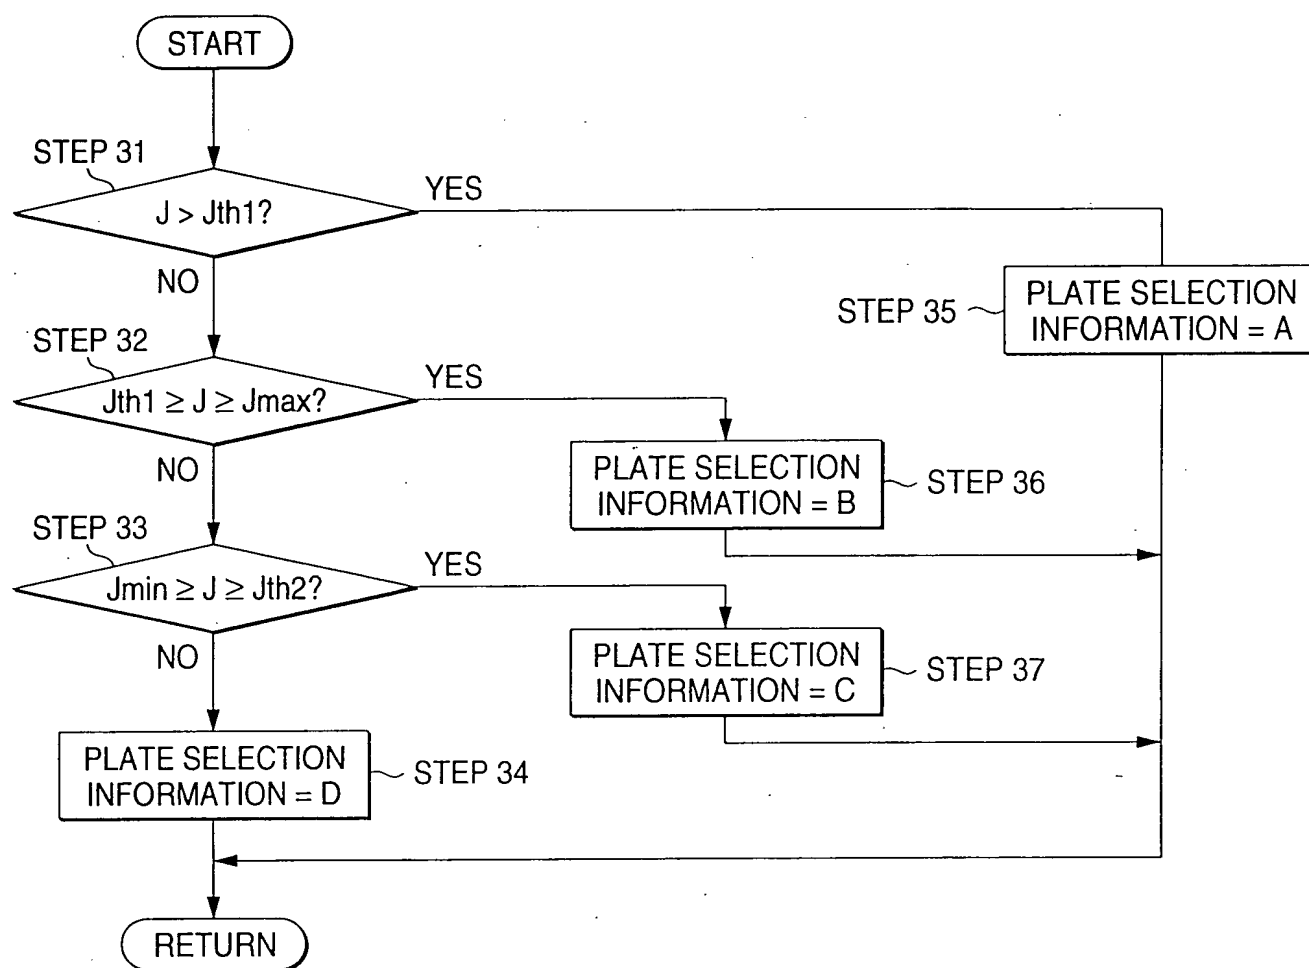 START
STEP 31
J > Jth1?
YES
NO
STEP 35
PLATE SELECTION
INFORMATION = A
STEP 32
Jth1 ≥ J ≥ Jmax?
YES
NO
PLATE SELECTION
INFORMATION = B
STEP 36
STEP 33
Jmin ≥ J ≥ Jth2?
YES
NO
PLATE SELECTION
INFORMATION = C
STEP 37
PLATE SELECTION
INFORMATION = D
STEP 34
RETURN